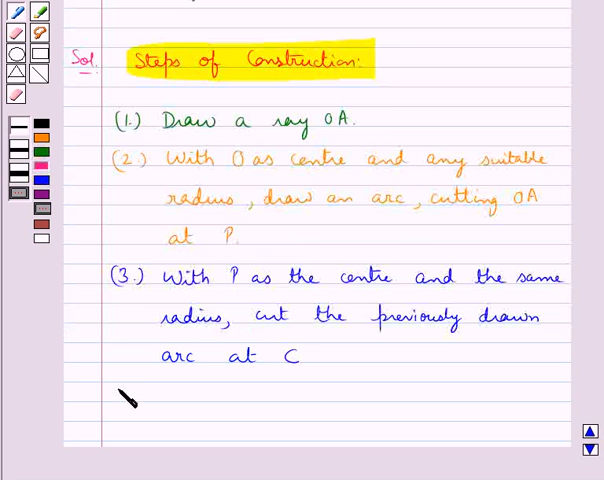 Sol. Steps of Construction:
(1.) Draw a ray OA.
(2.) With O as centre and any suitable
radius, draw an arc, cutting OA
at P.
(3.) With P as the centre and the same
radius, cut the previously drawn
arc at C